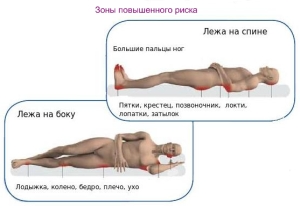 Зоны повышенного риска
Лежа на спине
Большие пальцы ног
Пятки, крестец, позвоночник, локти,
лопатки, затылок
Лежа на боку
Лодыжка, колено, бедро, плечо, ухо